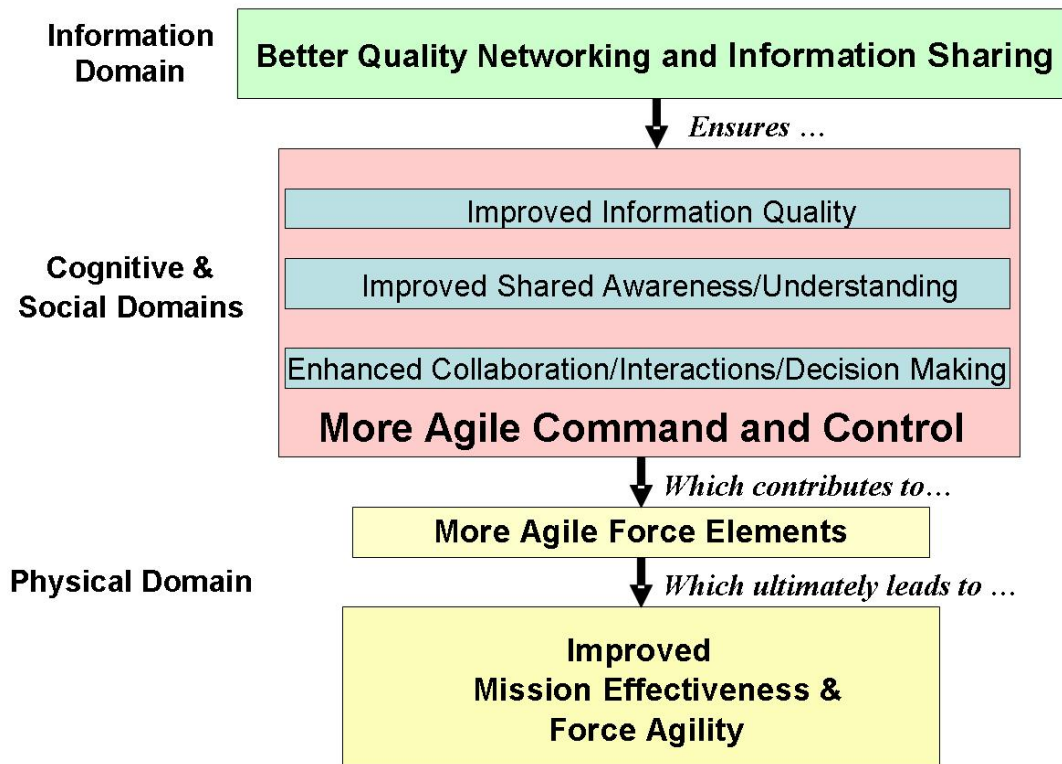 Information
Domain
Better Quality Networking and Information Sharing
Ensures …
Cognitive &
Social Domains
Improved Information Quality
Improved Shared Awareness/Understanding
Enhanced Collaboration/Interactions/Decision Making
More Agile Command and Control
Which contributes to…
Physical Domain
More Agile Force Elements
Which ultimately leads to …
Improved
Mission Effectiveness &
Force Agility